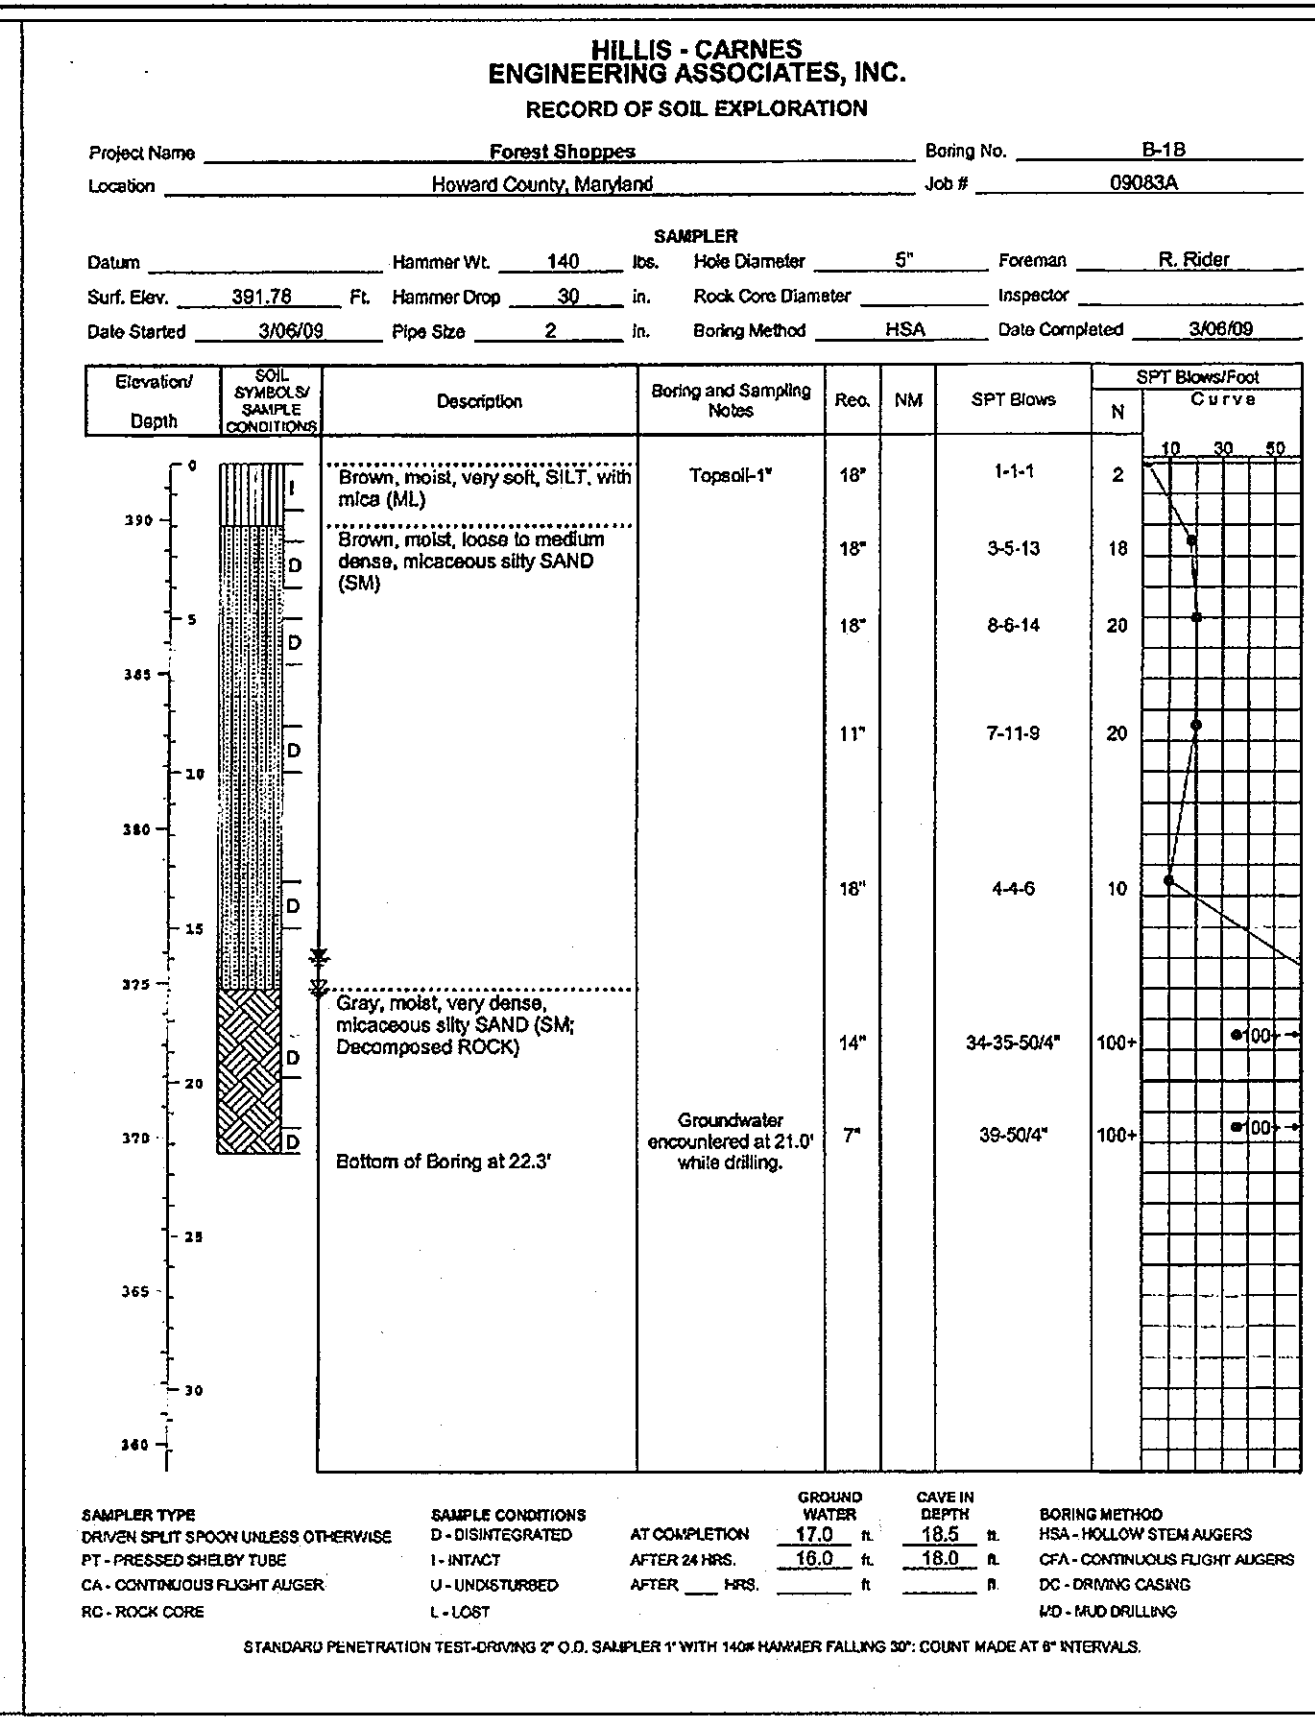 HILLIS - CARNES
ENGINEERING ASSOCIATES, INC.
RECORD OF SOIL EXPLORATION
Project Name Forest Shoppes Boring No. B-1B
Location Howard County, Maryland Job # 09083A
SAMPLER
Datum Hammer Wt. 140 lbs. Hole Diameter 5" Foreman R. Rider
Surf. Elev. 391.78 Ft. Hammer Drop 30 in. Rock Core Diameter Inspector
Date Started 3/06/09 Pipe Size 2 in. Boring Method HSA Date Completed 3/06/09
Elevation/ Depth
SOIL SYMBOLS/ SAMPLE CONDITIONS
Description
Boring and Sampling Notes
Rec. NM SPT Blows
SPT Blows/Foot
N Curve
10 30 50
0
Brown, moist, very soft, SILT, with Topsoil-1" 18" 1-1-1 2
I
mica (ML)
390
Brown, moist, loose to medium
18" 3-5-13 18
dense, micaceous silty SAND
D
(SM)
5
18" 8-6-14 20
D
385
11" 7-11-9 20
D
10
380
18" 4-4-6 10
D
15
375
Gray, moist, very dense,
micaceous silty SAND (SM;
Decomposed ROCK) 14" 34-35-50/4" 100+ 100+
D
20
Groundwater
370 encountered at 21.0' 7" 39-50/4" 100+ 100+
D
Bottom of Boring at 22.3' while drilling.
25
365
30
360
GROUND WATER CAVE IN DEPTH
SAMPLER TYPE SAMPLE CONDITIONS BORING METHOD
DRIVEN SPLIT SPOON UNLESS OTHERWISE D - DISINTEGRATED AT COMPLETION 17.0 ft. 18.5 ft. HSA - HOLLOW STEM AUGERS
PT - PRESSED SHELBY TUBE I - INTACT AFTER 24 HRS. 16.0 ft. 18.0 ft. CFA - CONTINUOUS FLIGHT AUGERS
CA - CONTINUOUS FLIGHT AUGER U - UNDISTURBED AFTER ___ HRS. ft ft. DC - DRIVING CASING
RC - ROCK CORE L - LOST MD - MUD DRILLING
STANDARD PENETRATION TEST-DRIVING 2" O.D. SAMPLER 1' WITH 140# HAMMER FALLING 30": COUNT MADE AT 6" INTERVALS.